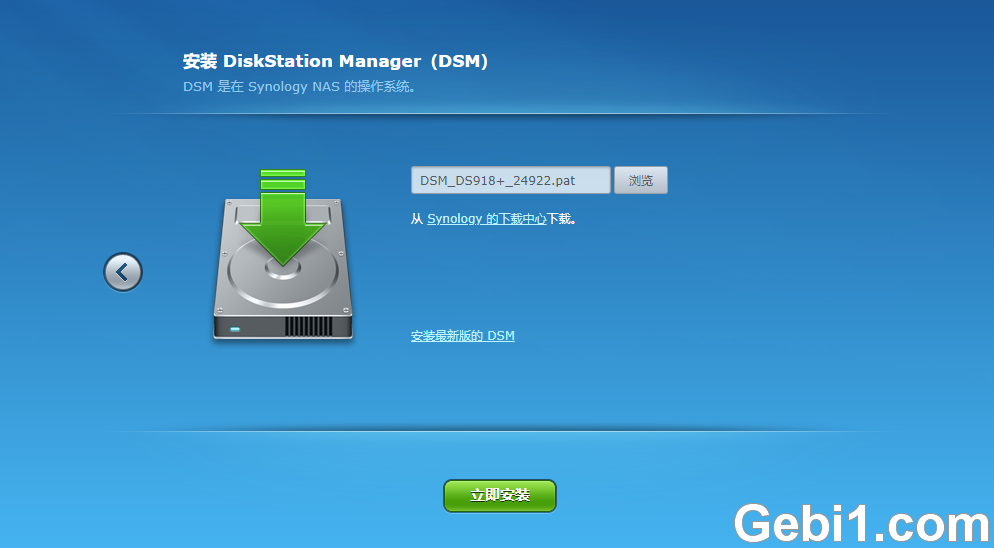 安装 DiskStation Manager（DSM）
DSM 是在 Synology NAS 的操作系统。
DSM_DS918+_24922.pat 浏览
从 Synology 的下载中心下载。
安装最新版的 DSM
立即安装
Gebi1.com